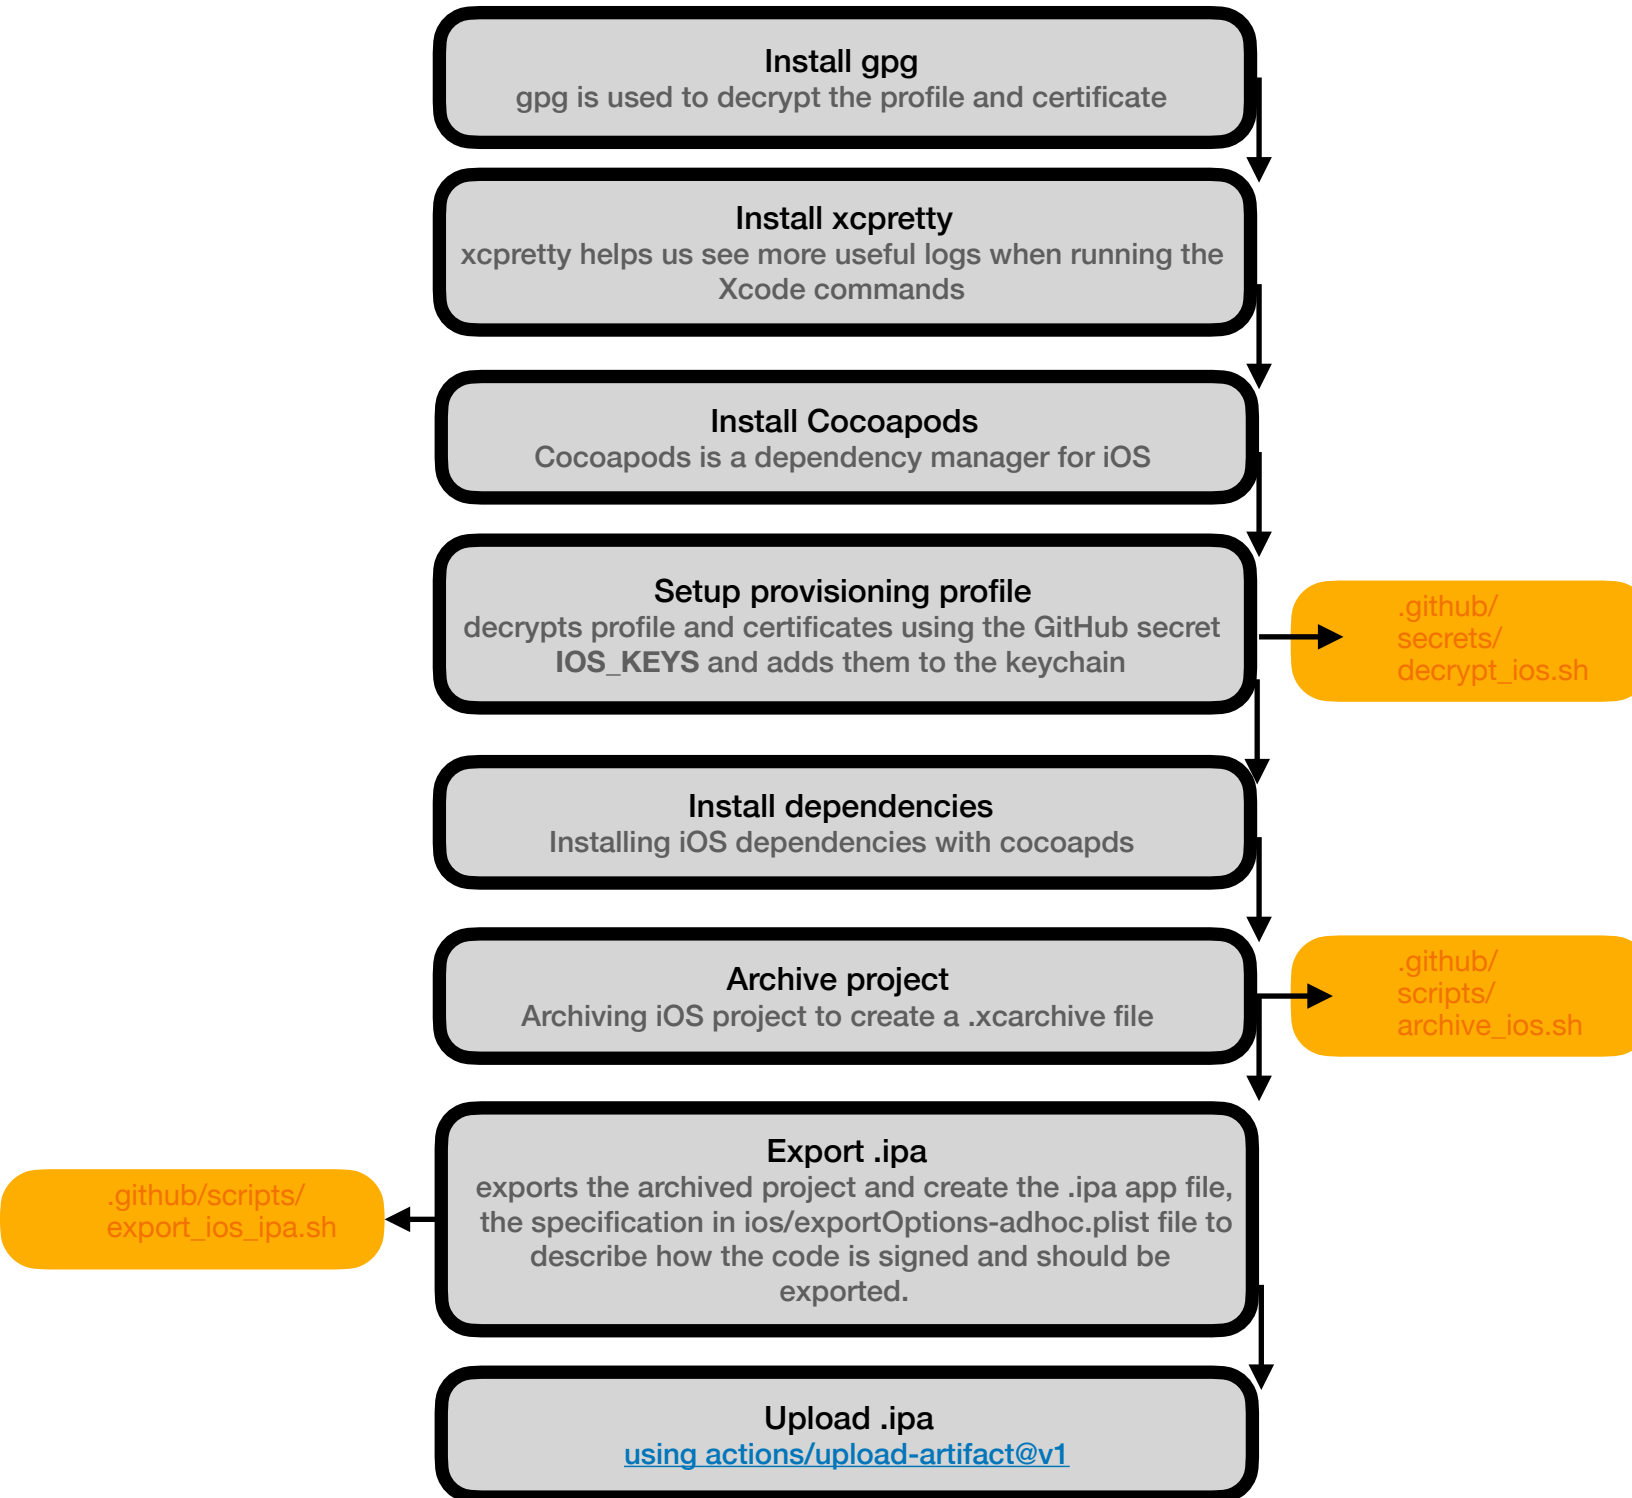 Install gpg
gpg is used to decrypt the profile and certificate
Install xcpretty
xcpretty helps us see more useful logs when running the
Xcode commands
Install Cocoapods
Cocoapods is a dependency manager for iOS
Setup provisioning profile
decrypts profile and certificates using the GitHub secret
IOS_KEYS and adds them to the keychain
.github/
secrets/
decrypt_ios.sh
Install dependencies
Installing iOS dependencies with cocoapds
Archive project
Archiving iOS project to create a .xcarchive file
.github/
scripts/
archive_ios.sh
Export .ipa
exports the archived project and create the .ipa app file,
the specification in ios/exportOptions-adhoc.plist file to
describe how the code is signed and should be
exported.
.github/scripts/
export_ios_ipa.sh
Upload .ipa
using actions/upload-artifact@v1